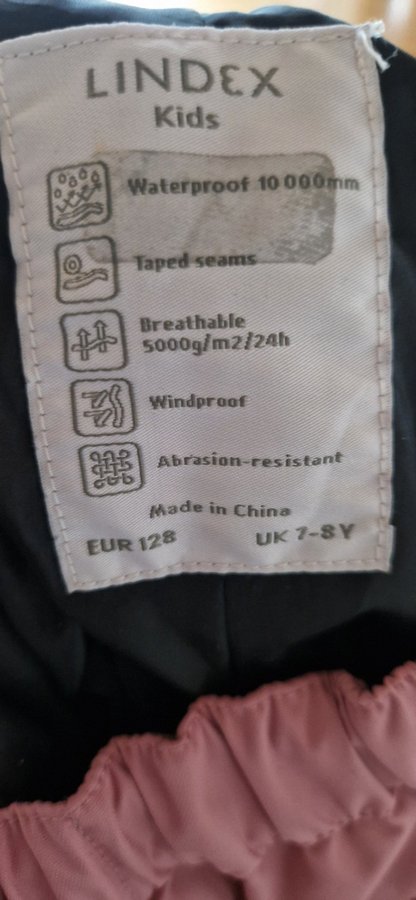 LINDEX
Kids
Waterproof 10 000mm
Taped seams
Breathable
5000g/m2/24h
Windproof
Abrasion-resistant
Made in China
EUR 128 UK 7-8 Y